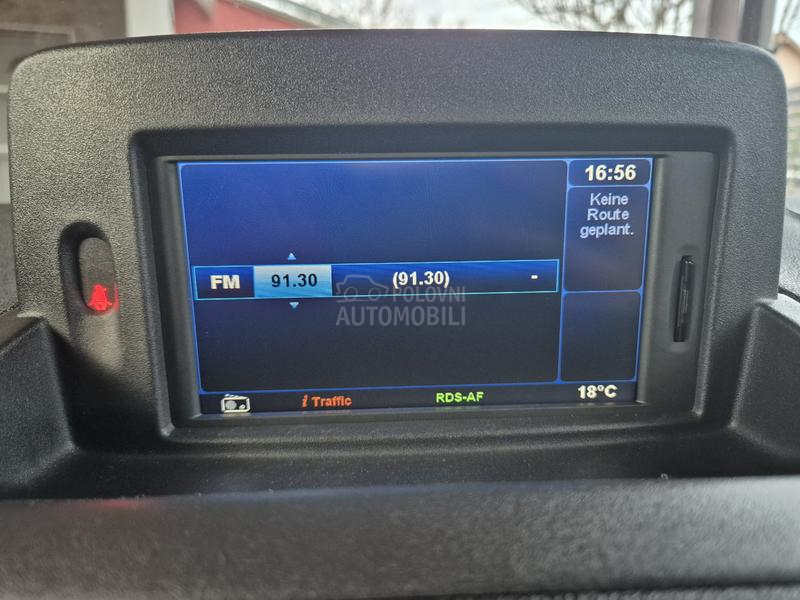 16:56
Keine
Route
geplant.
FM 91.30 (91.30) -
POLOVNI
AUTOMOBILI
i Traffic RDS-AF 18°C